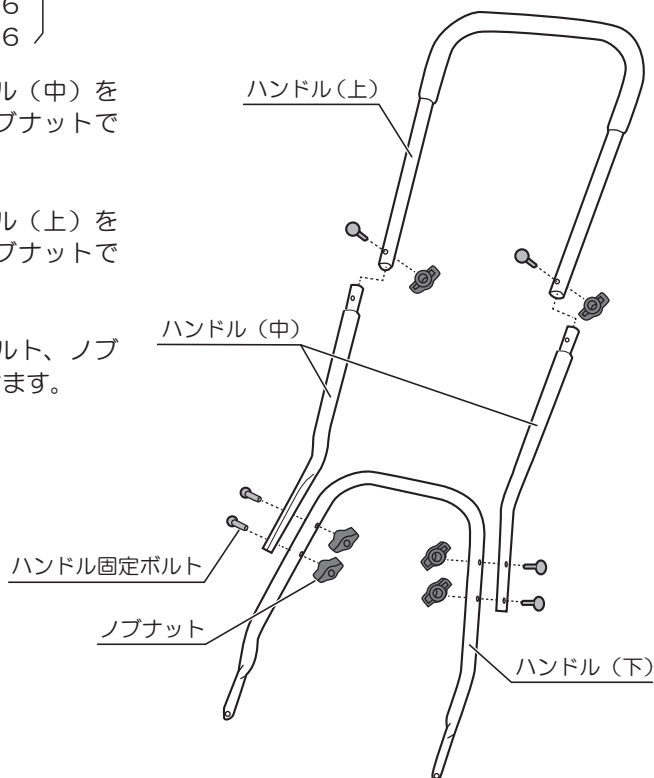 6
6
ル（中）を
ブナットで
ル（上）を
ブナットで
ルト、ノブ
ます。
ハンドル（上）
ハンドル（中）
ハンドル固定ボルト
ノブナット
ハンドル（下）